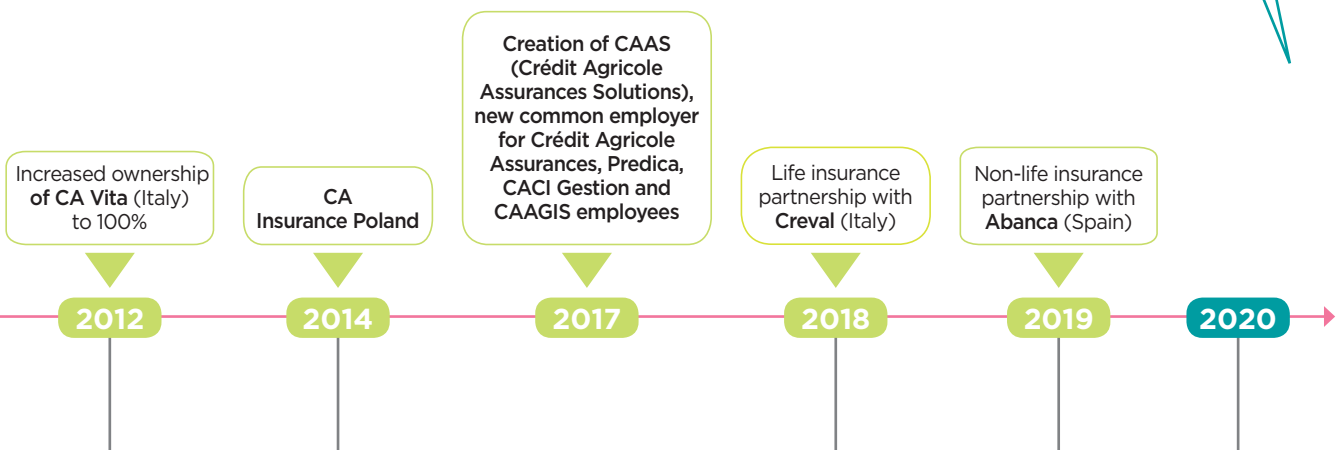 Increased ownership
of CA Vita (Italy)
to 100%
CA
Insurance Poland
Creation of CAAS
(Crédit Agricole
Assurances Solutions),
new common employer
for Crédit Agricole
Assurances, Predica,
CACI Gestion and
CAAGIS employees
Life insurance
partnership with
Creval (Italy)
Non-life insurance
partnership with
Abanca (Spain)
2012
2014
2017
2018
2019
2020